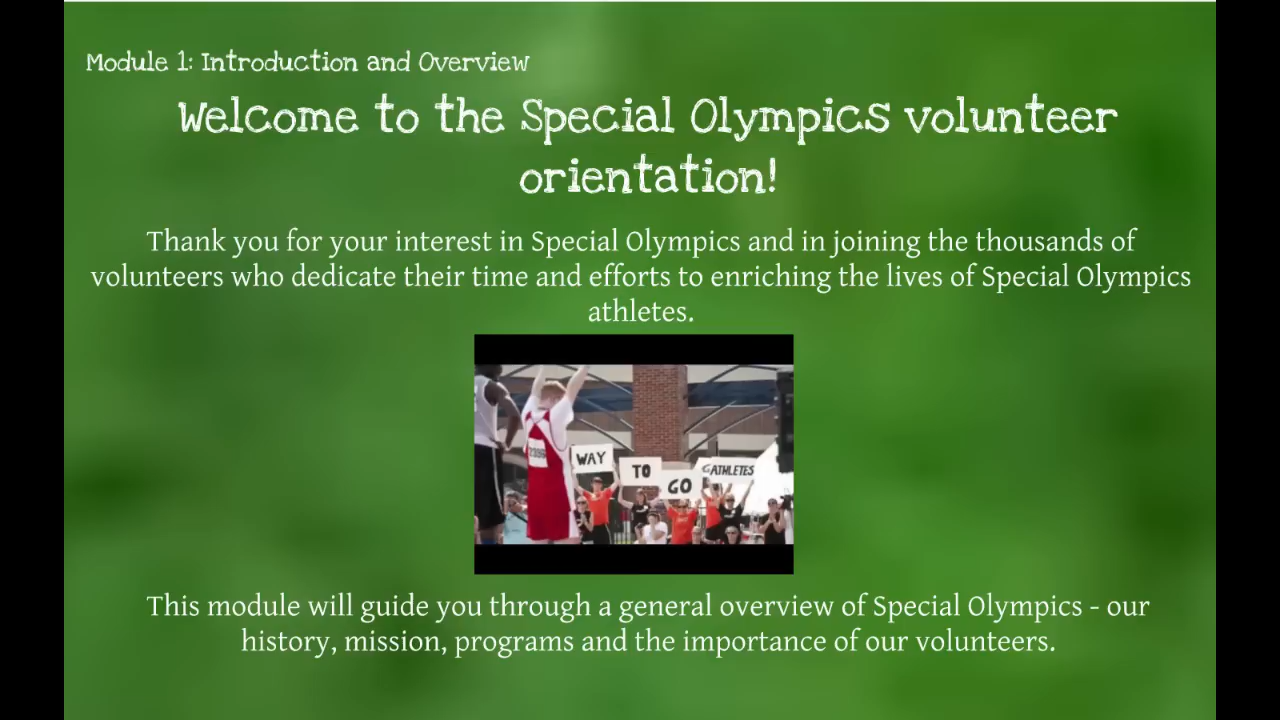 Module 1: Introduction and Overview
Welcome to the Special Olympics volunteer
orientation!
Thank you for your interest in Special Olympics and in joining the thousands of
volunteers who dedicate their time and efforts to enriching the lives of Special Olympics
athletes.
WAY
TO
GO
ATHLETES
This module will guide you through a general overview of Special Olympics - our
history, mission, programs and the importance of our volunteers.